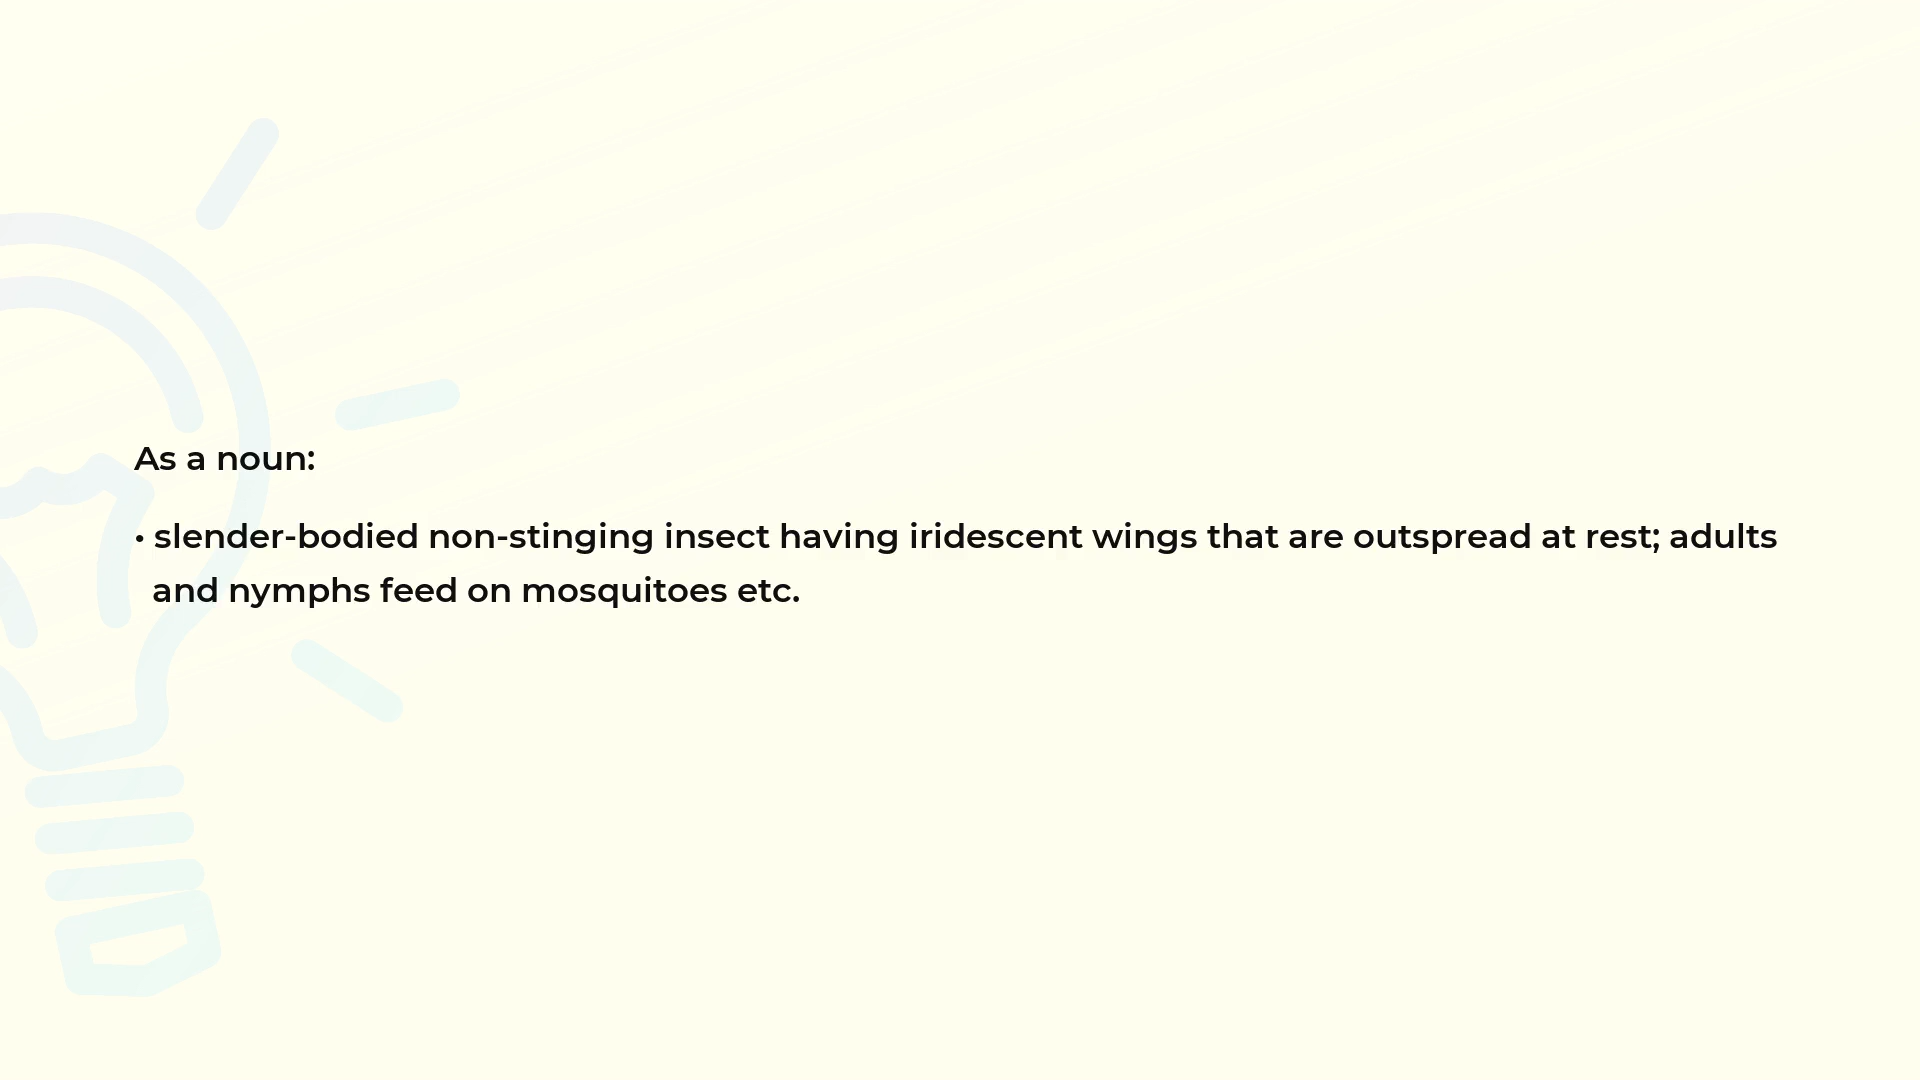 As a noun:
• slender-bodied non-stinging insect having iridescent wings that are outspread at rest; adults
and nymphs feed on mosquitoes etc.